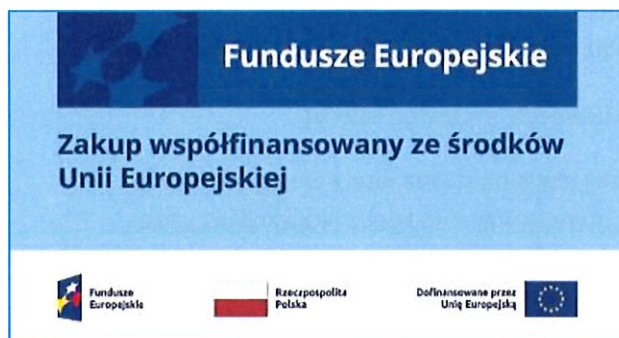 Fundusze Europejskie
Zakup współfinansowany ze środków
Unii Europejskiej
Fundusze
Europejskie
Rzeczpospolita
Polska
Dofinansowane przez
Unię Europejską